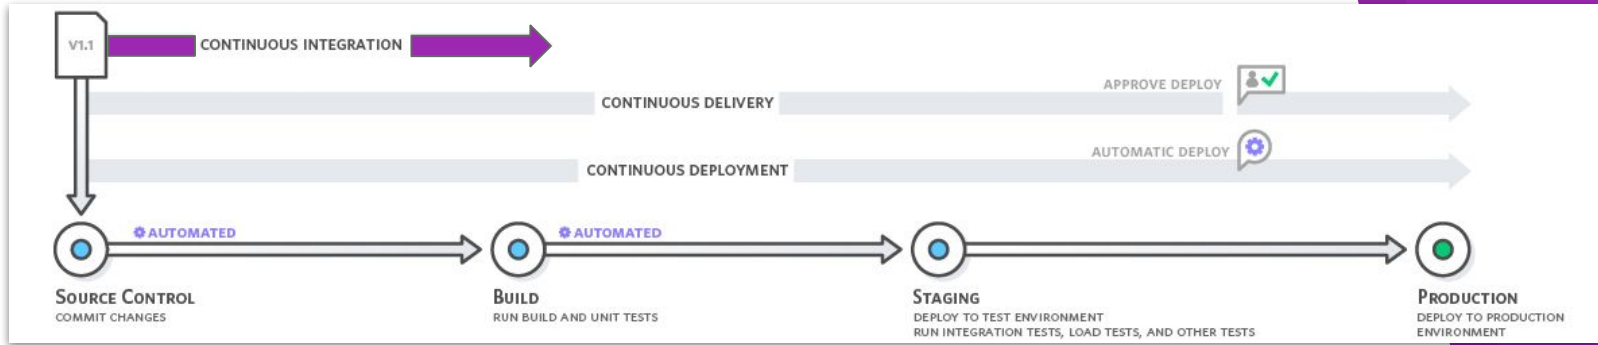 V1.1
CONTINUOUS INTEGRATION
APPROVE DEPLOY
CONTINUOUS DELIVERY
AUTOMATIC DEPLOY
CONTINUOUS DEPLOYMENT
AUTOMATED
AUTOMATED
SOURCE CONTROL
COMMIT CHANGES
BUILD
RUN BUILD AND UNIT TESTS
STAGING
DEPLOY TO TEST ENVIRONMENT
RUN INTEGRATION TESTS, LOAD TESTS, AND OTHER TESTS
PRODUCTION
DEPLOY TO PRODUCTION
ENVIRONMENT